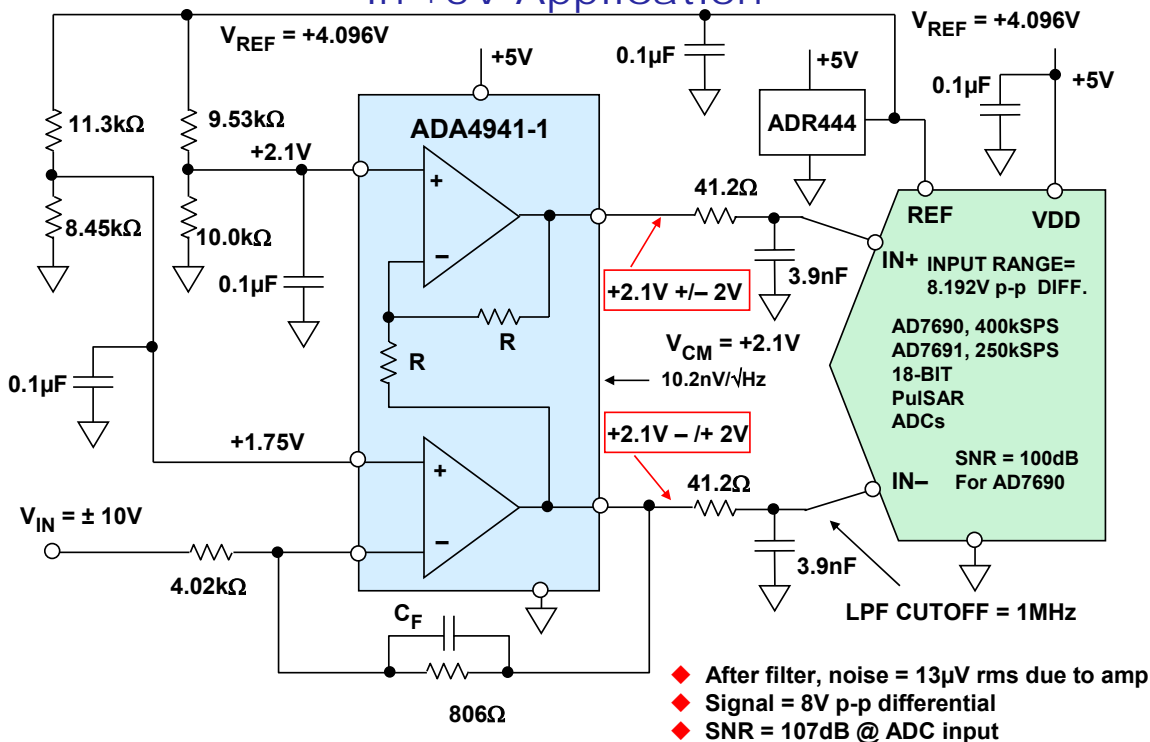 in +5V Application
V_REF = +4.096V
11.3kΩ
8.45kΩ
9.53kΩ
+2.1V
10.0kΩ
0.1µF
0.1µF
+1.75V
V_IN = ± 10V
4.02kΩ
+5V
ADA4941-1
+
−
R
R
+
−
C_F
806Ω
0.1µF
+5V
ADR444
V_REF = +4.096V
0.1µF
+5V
41.2Ω
3.9nF
+2.1V +/– 2V
V_CM = +2.1V
10.2nV/√Hz
+2.1V – /+ 2V
41.2Ω
3.9nF
REF
VDD
IN+
INPUT RANGE=
8.192V p-p DIFF.
AD7690, 400kSPS
AD7691, 250kSPS
18-BIT
PulSAR
ADCs
SNR = 100dB
For AD7690
IN–
LPF CUTOFF = 1MHz
After filter, noise = 13µV rms due to amp
Signal = 8V p-p differential
SNR = 107dB @ ADC input